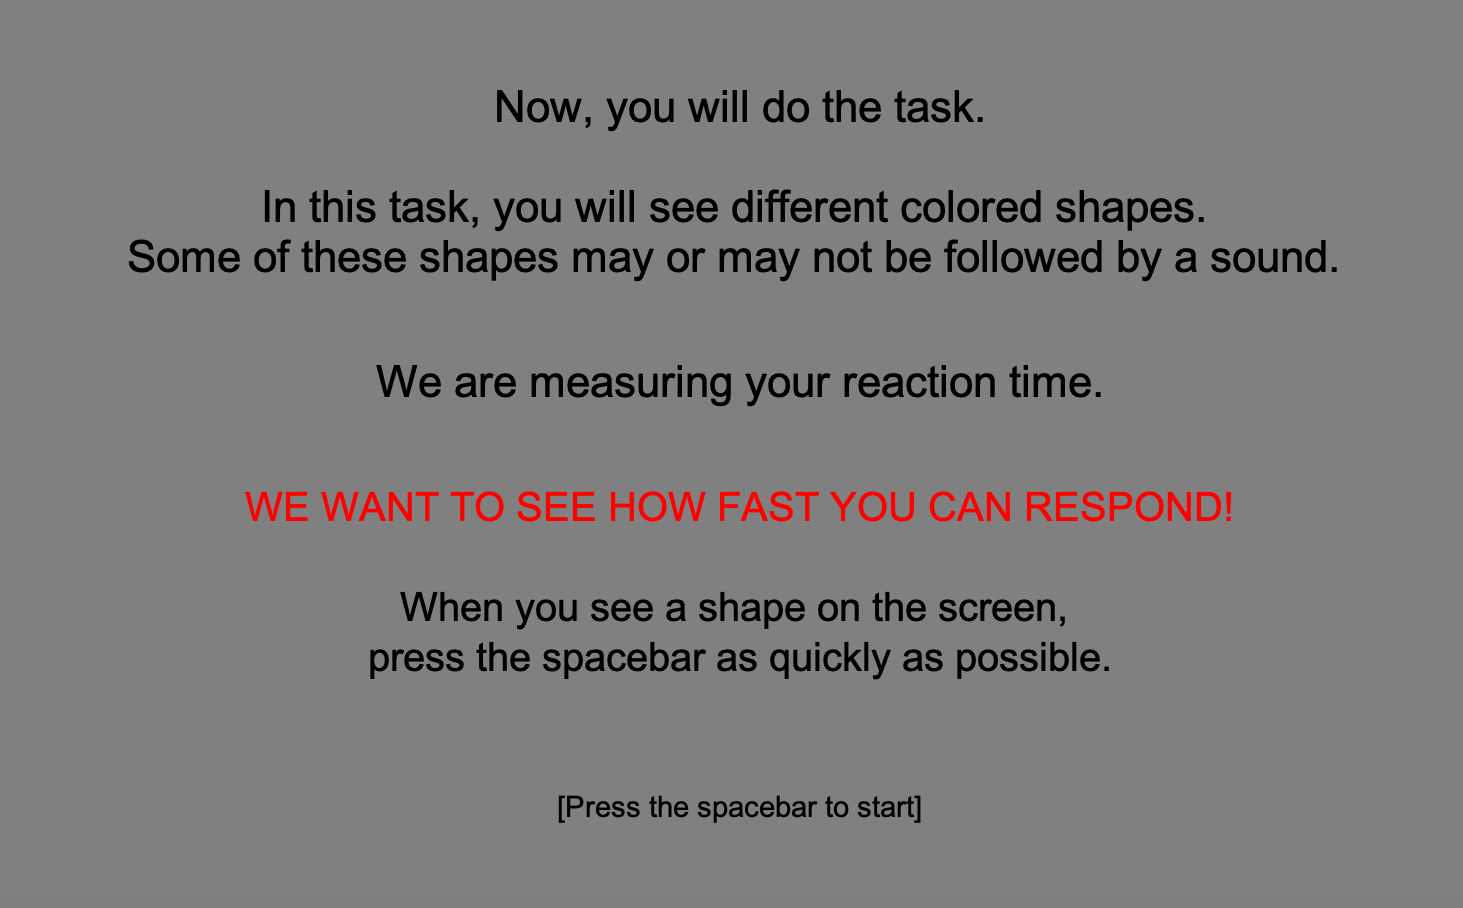 Now, you will do the task.
In this task, you will see different colored shapes.
Some of these shapes may or may not be followed by a sound.
We are measuring your reaction time.
WE WANT TO SEE HOW FAST YOU CAN RESPOND!
When you see a shape on the screen,
press the spacebar as quickly as possible.
[Press the spacebar to start]